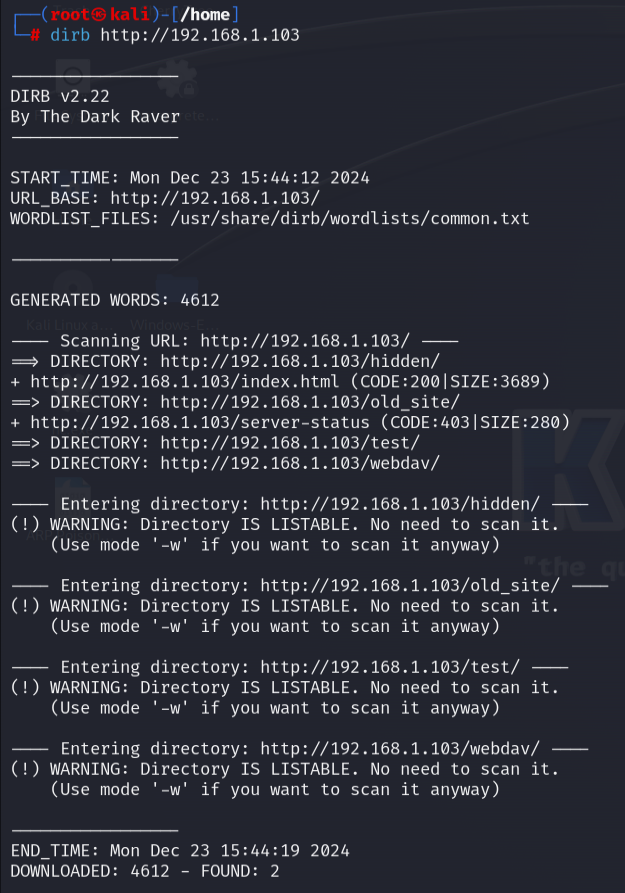 ┌──(root㉿kali)-[/home]
└─# dirb http://192.168.1.103
-----------------
DIRB v2.22
By The Dark Raver
-----------------
START_TIME: Mon Dec 23 15:44:12 2024
URL_BASE: http://192.168.1.103/
WORDLIST_FILES: /usr/share/dirb/wordlists/common.txt
-----------------
GENERATED WORDS: 4612
---- Scanning URL: http://192.168.1.103/ ----
==> DIRECTORY: http://192.168.1.103/hidden/
+ http://192.168.1.103/index.html (CODE:200|SIZE:3689)
==> DIRECTORY: http://192.168.1.103/old_site/
+ http://192.168.1.103/server-status (CODE:403|SIZE:280)
==> DIRECTORY: http://192.168.1.103/test/
==> DIRECTORY: http://192.168.1.103/webdav/
---- Entering directory: http://192.168.1.103/hidden/ ----
(!) WARNING: Directory IS LISTABLE. No need to scan it.
(Use mode '-w' if you want to scan it anyway)
---- Entering directory: http://192.168.1.103/old_site/ ----
(!) WARNING: Directory IS LISTABLE. No need to scan it.
(Use mode '-w' if you want to scan it anyway)
---- Entering directory: http://192.168.1.103/test/ ----
(!) WARNING: Directory IS LISTABLE. No need to scan it.
(Use mode '-w' if you want to scan it anyway)
---- Entering directory: http://192.168.1.103/webdav/ ----
(!) WARNING: Directory IS LISTABLE. No need to scan it.
(Use mode '-w' if you want to scan it anyway)
-----------------
END_TIME: Mon Dec 23 15:44:19 2024
DOWNLOADED: 4612 - FOUND: 2
Kali Linux a...
Windows-E...
"the qu